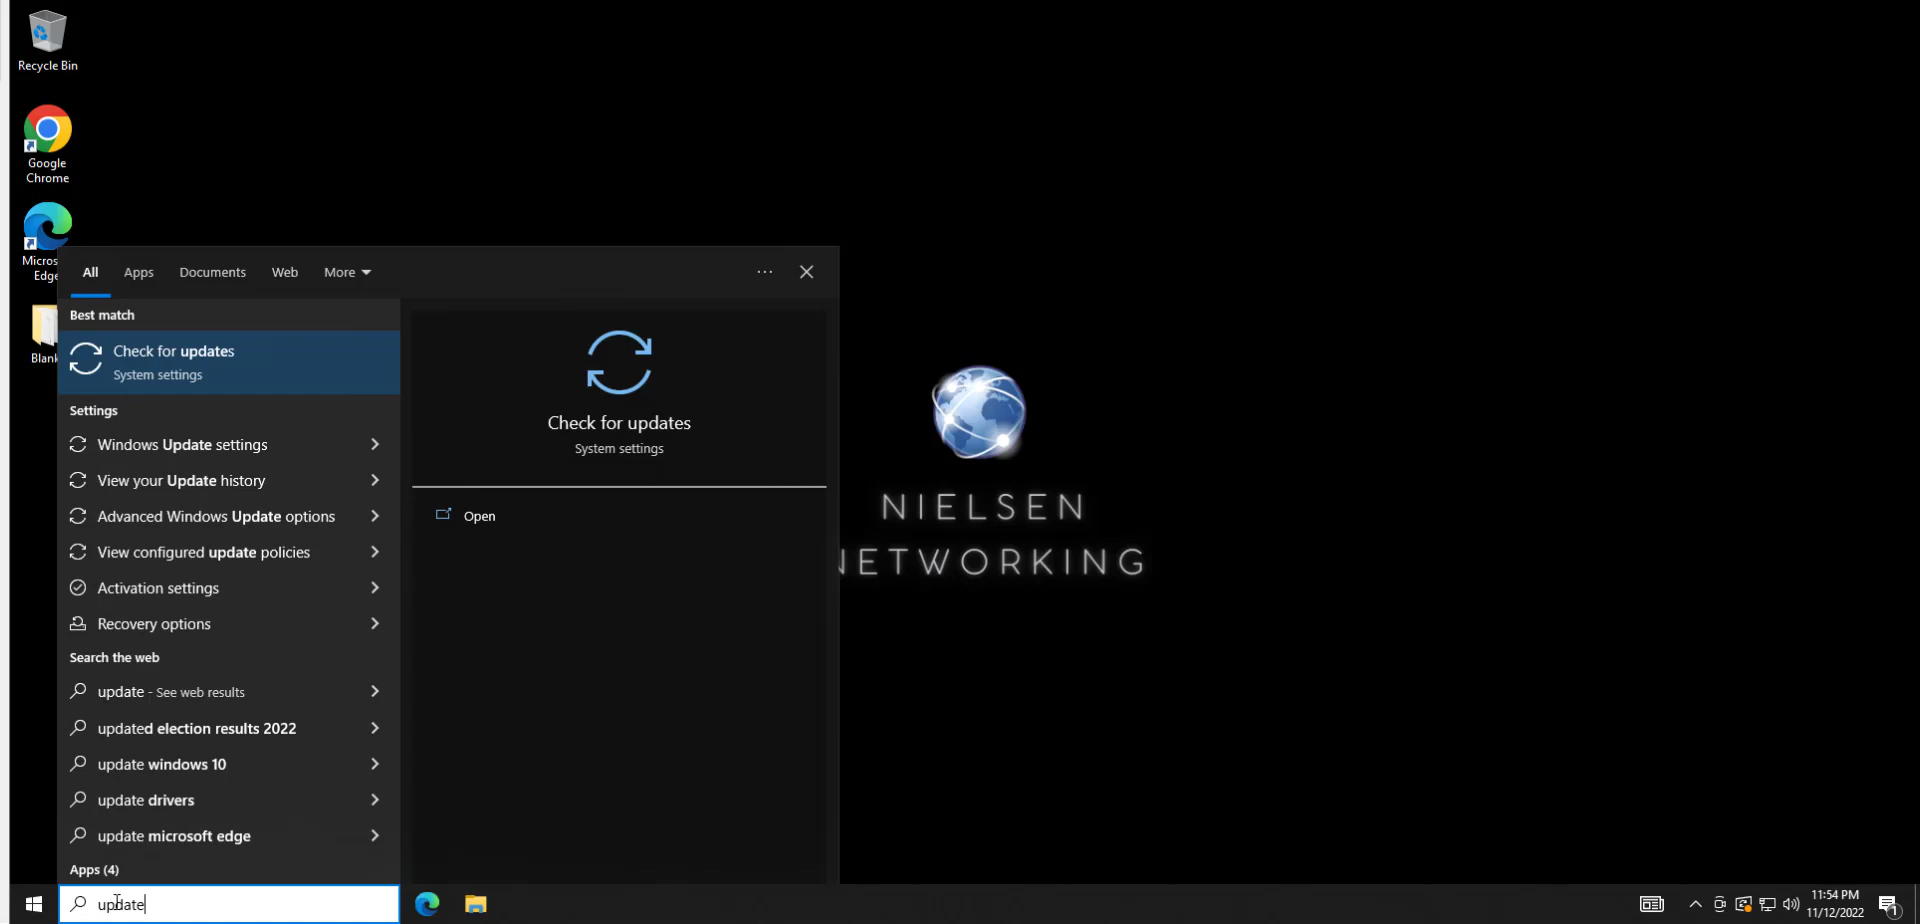 Recycle Bin
Google
Chrome
Micros
Edge
Blank
All Apps Documents Web More
Best match
Check for updates
System settings
Settings
Windows Update settings
View your Update history
Advanced Windows Update options
View configured update policies
Activation settings
Recovery options
Search the web
update - See web results
updated election results 2022
update windows 10
update drivers
update microsoft edge
Apps (4)
update
Check for updates
System settings
Open
NIELSEN
NETWORKING
11:54 PM
11/12/2022
1